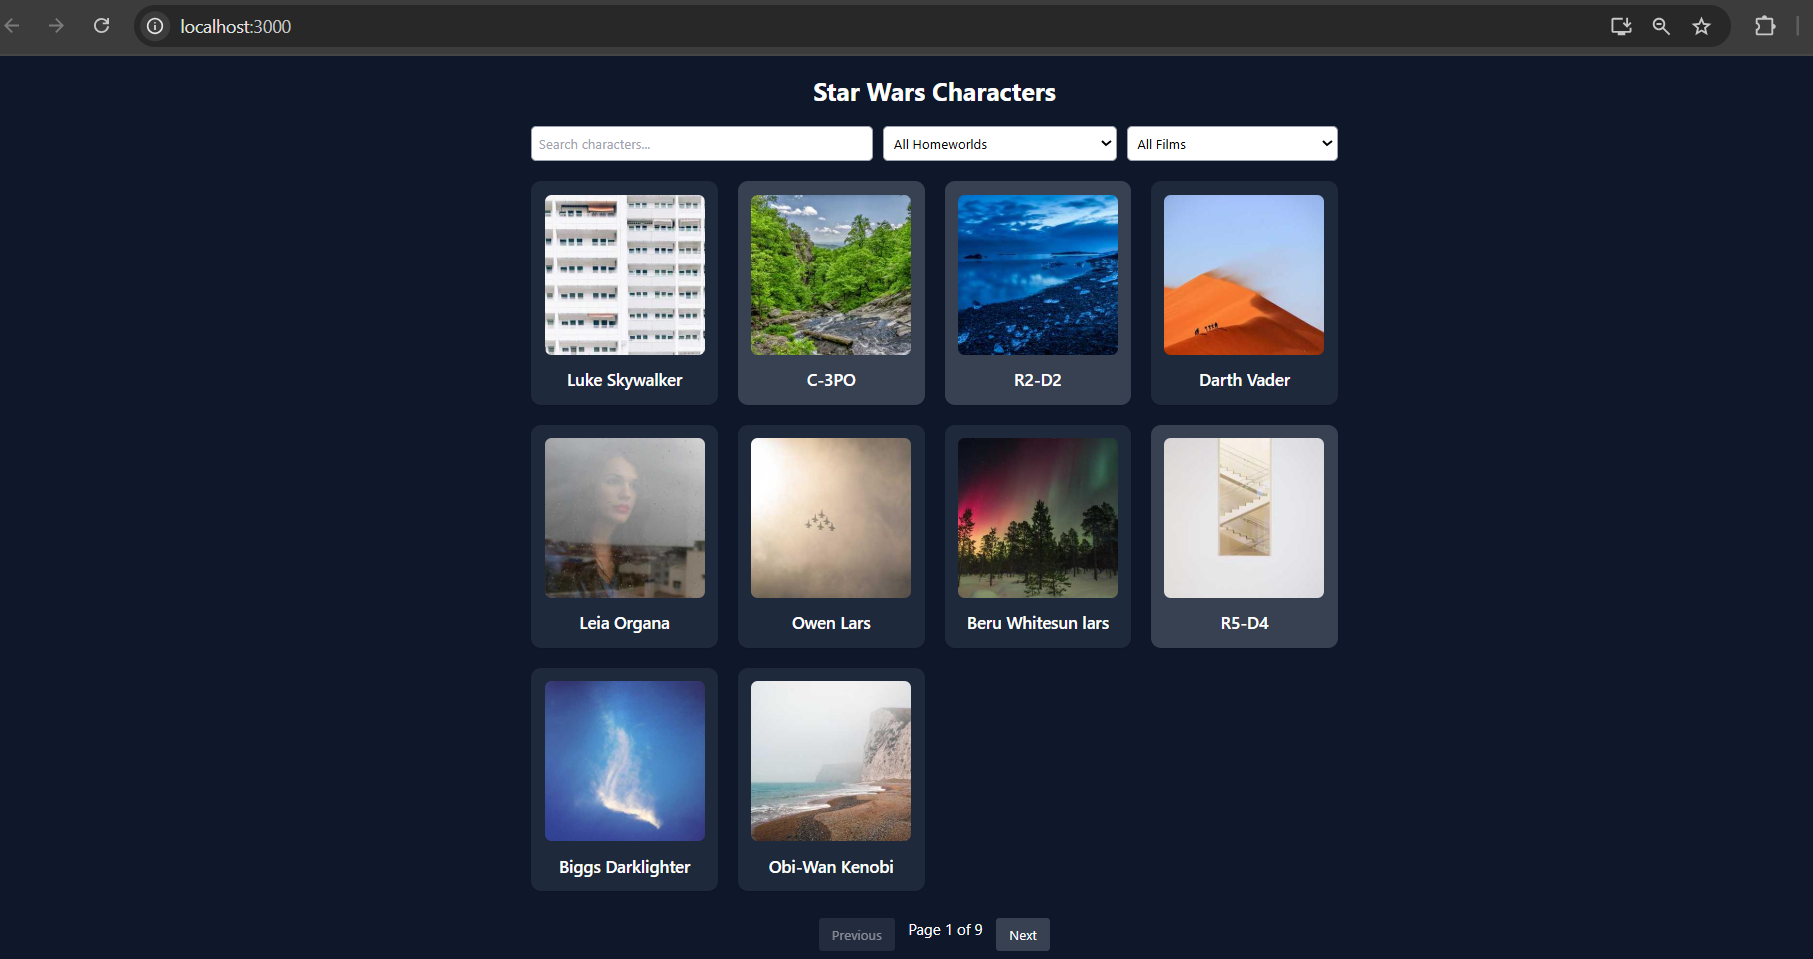 localhost:3000
Star Wars Characters
Search characters...
All Homeworlds
All Films
Luke Skywalker
C-3PO
R2-D2
Darth Vader
Leia Organa
Owen Lars
Beru Whitesun lars
R5-D4
Biggs Darklighter
Obi-Wan Kenobi
Previous
Page 1 of 9
Next